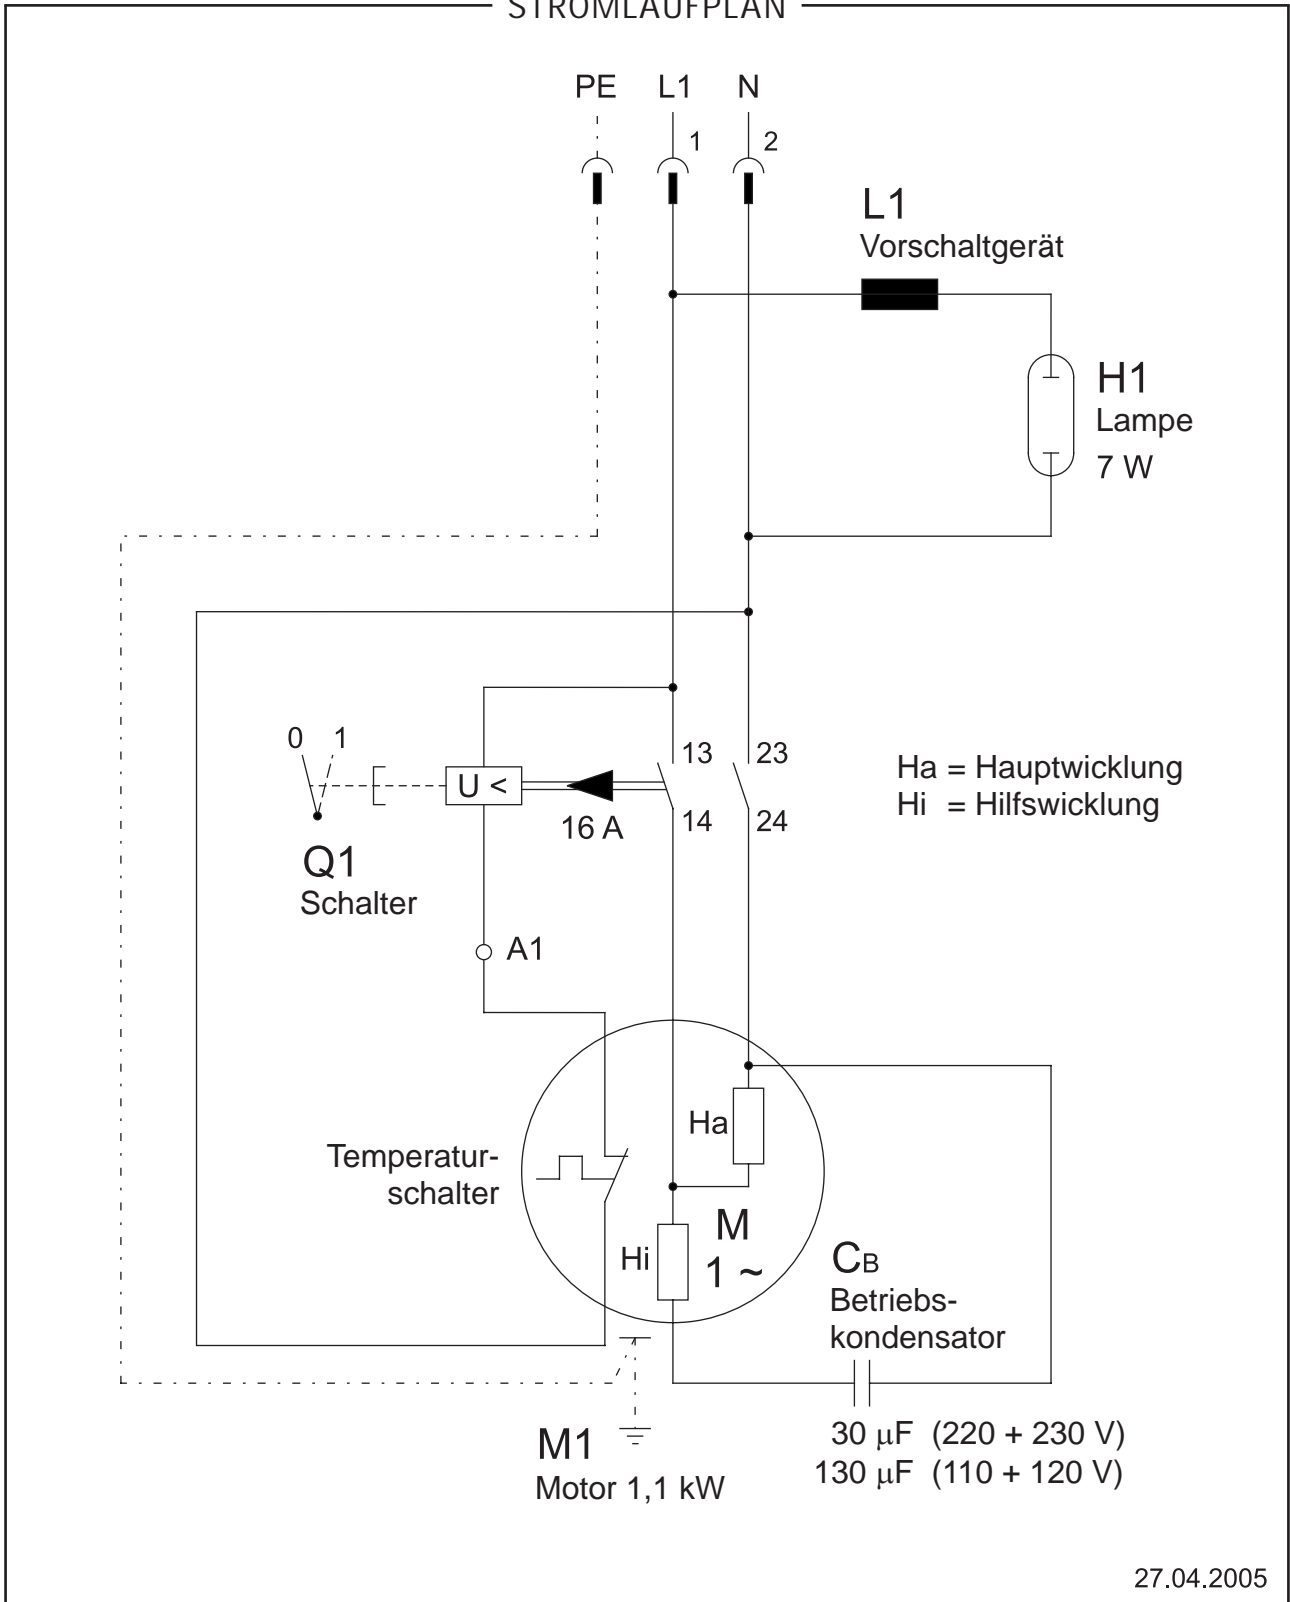 STROMLAUFPLAN
PE L1 N
1 2
L1
Vorschaltgerät
H1
Lampe
7 W
0 1
13 23
U <
14 24
16 A
Ha = Hauptwicklung
Hi = Hilfswicklung
Q1
Schalter
A1
Ha
Temperatur-
schalter
M
1 ~
Hi
CB
Betriebs-
kondensator
30 µF (220 + 230 V)
130 µF (110 + 120 V)
M1
Motor 1,1 kW
27.04.2005